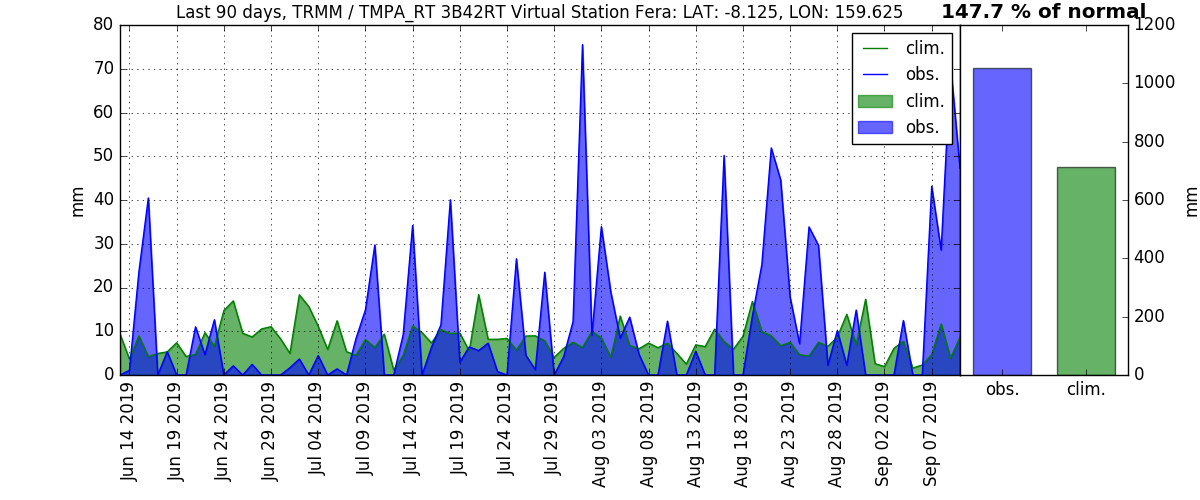 Last 90 days, TRMM / TMPA_RT 3B42RT Virtual Station Fera: LAT: -8.125, LON: 159.625
147.7 % of normal
80
70
60
50
40
30
20
10
0
mm
clim.
obs.
clim.
obs.
1200
1000
800
600
400
200
0
mm
Jun 14 2019
Jun 19 2019
Jun 24 2019
Jun 29 2019
Jul 04 2019
Jul 09 2019
Jul 14 2019
Jul 19 2019
Jul 24 2019
Jul 29 2019
Aug 03 2019
Aug 08 2019
Aug 13 2019
Aug 18 2019
Aug 23 2019
Aug 28 2019
Sep 02 2019
Sep 07 2019
obs.
clim.